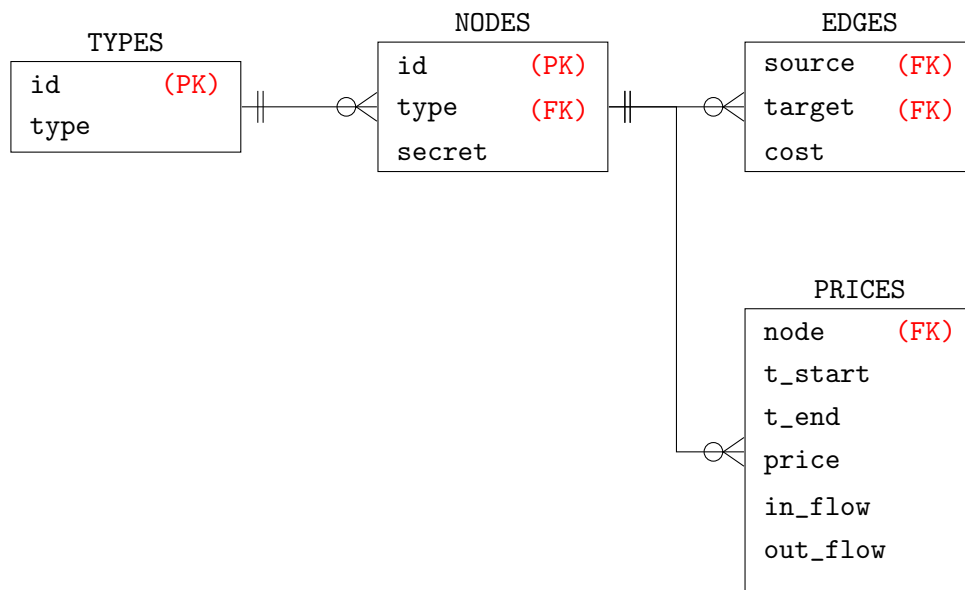 TYPES
id (PK)
type
NODES
id (PK)
type (FK)
secret
EDGES
source (FK)
target (FK)
cost
PRICES
node (FK)
t_start
t_end
price
in_flow
out_flow